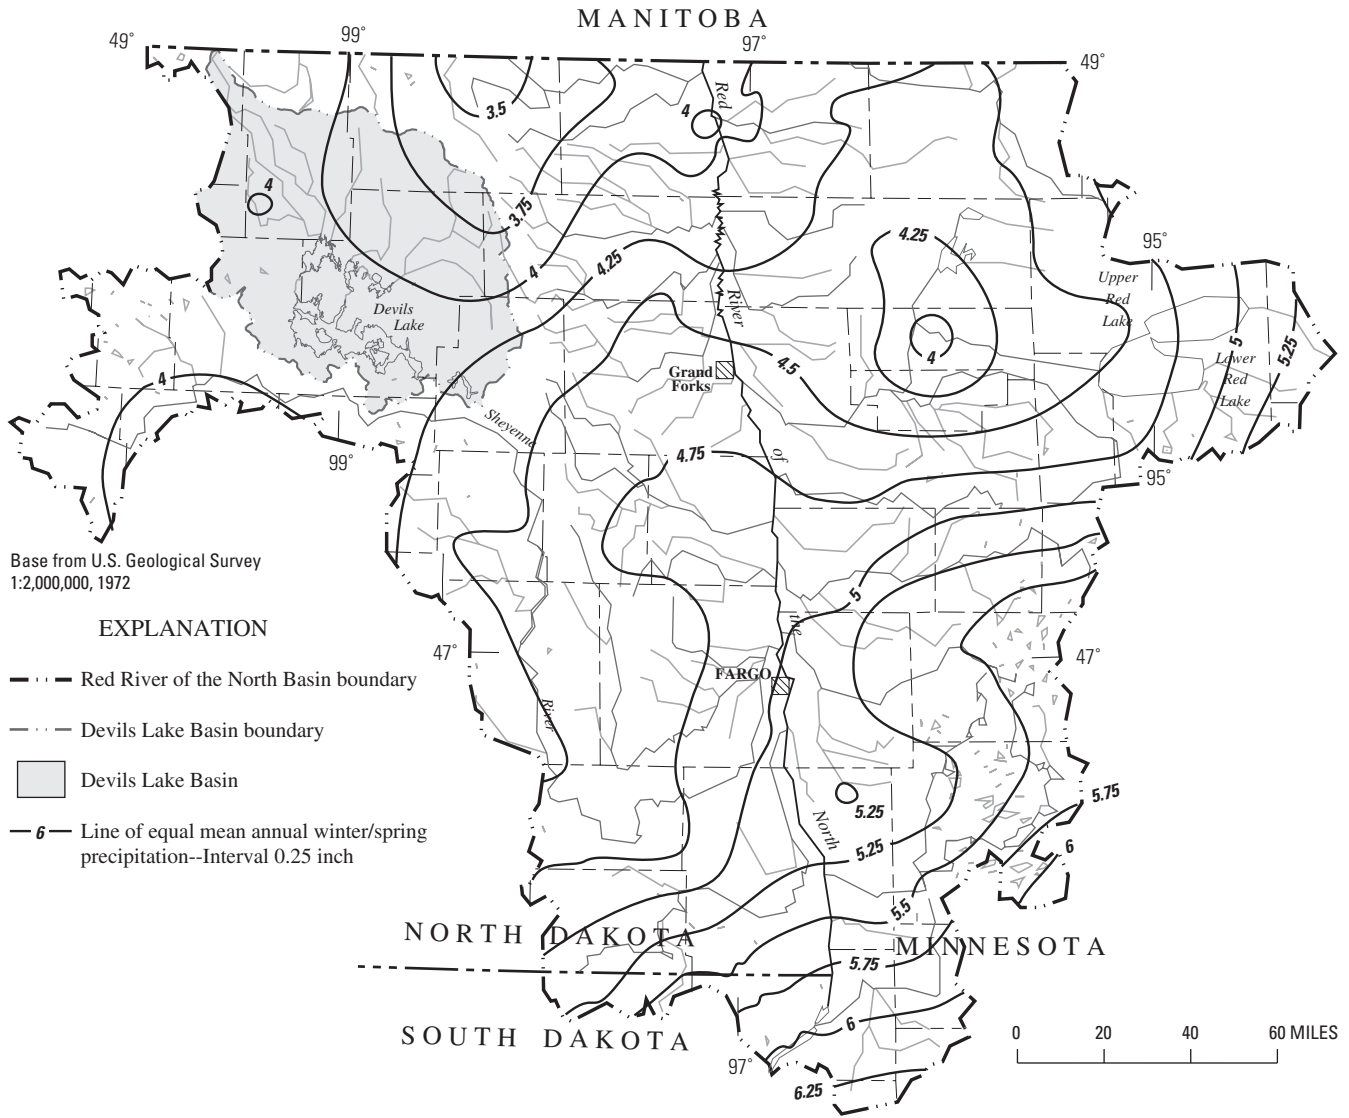 MANITOBA
49°
99°
97°
49°
3.5
4
Red
4
3.75
4.25
95°
4
4.25
Upper
Red
Lake
Devils
Lake
River
4
5
5.25
Lower
Red
Lake
Grand
Forks
4.5
4
Sheyenne
99°
4.75
of
95°
Base from U.S. Geological Survey
1:2,000,000, 1972
5
EXPLANATION
the
47°
47°
Red River of the North Basin boundary
FARGO
River
Devils Lake Basin boundary
Devils Lake Basin
5.25
5.75
North
6 Line of equal mean annual winter/spring
precipitation--Interval 0.25 inch
5.25
6
5.5
NORTH DAKOTA
MINNESOTA
5.75
SOUTH DAKOTA
6
0 20 40 60 MILES
97°
6.25